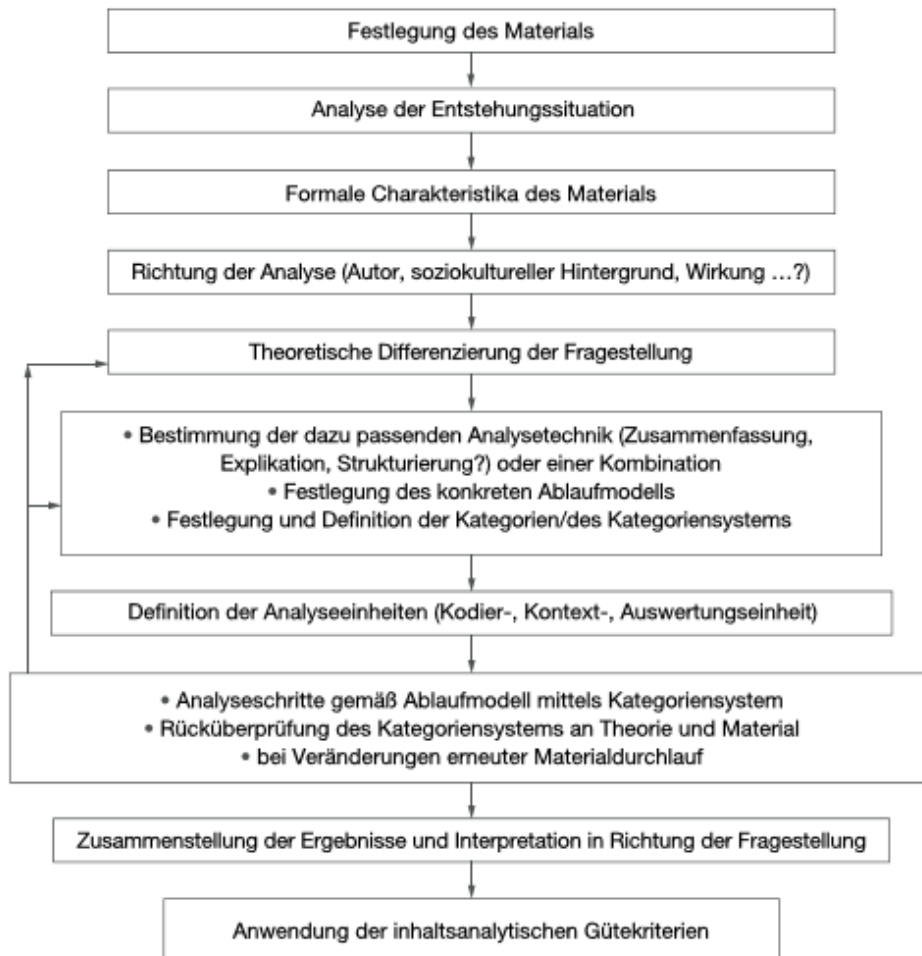 Festlegung des Materials
Analyse der Entstehungssituation
Formale Charakteristika des Materials
Richtung der Analyse (Autor, soziokultureller Hintergrund, Wirkung …?)
Theoretische Differenzierung der Fragestellung
• Bestimmung der dazu passenden Analysetechnik (Zusammenfassung,
Explikation, Strukturierung?) oder einer Kombination
• Festlegung des konkreten Ablaufmodells
• Festlegung und Definition der Kategorien/des Kategoriensystems
Definition der Analyseeinheiten (Kodier-, Kontext-, Auswertungseinheit)
• Analyseschritte gemäß Ablaufmodell mittels Kategoriensystem
• Rücküberprüfung des Kategoriensystems an Theorie und Material
• bei Veränderungen erneuter Materialdurchlauf
Zusammenstellung der Ergebnisse und Interpretation in Richtung der Fragestellung
Anwendung der inhaltsanalytischen Gütekriterien